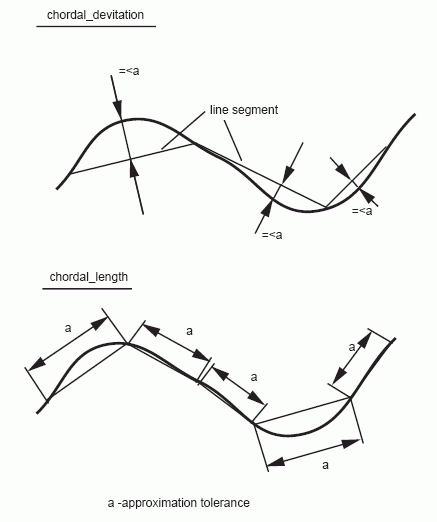 chordal_devitation
=<a
line segment
=<a
=<a
chordal_length
a
a
a
a
a
a -approximation tolerance